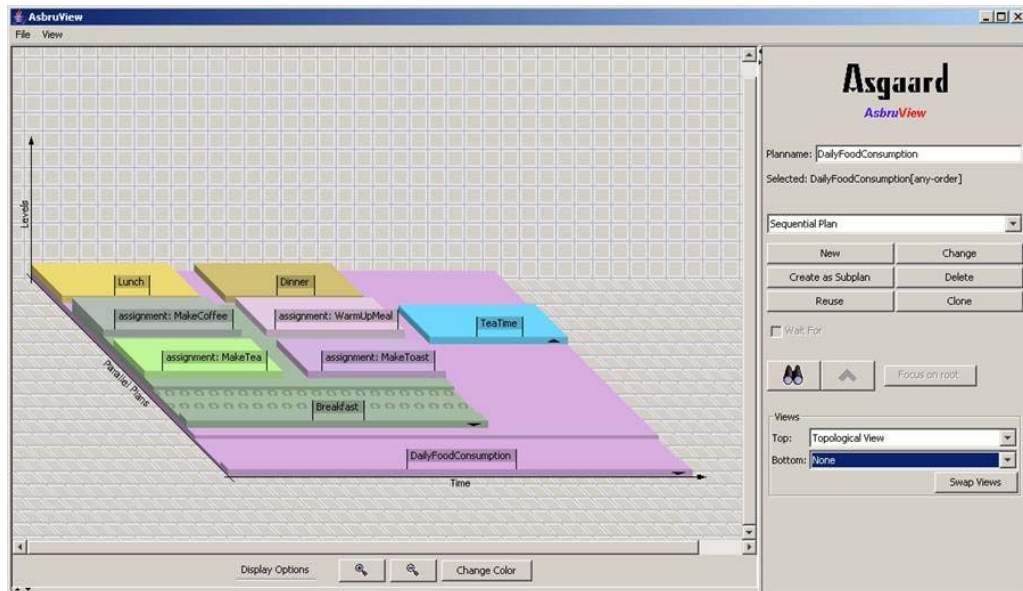 AsbruView
File View
Levels
Lunch
Dinner
assignment: MakeCoffee
assignment: WarmUpMeal
TeaTime
assignment: MakeTea
assignment: MakeToast
Parallel Plans
Breakfast
DailyFoodConsumption
Time
Display Options
Change Color
Asgaard
AsbruView
Planname: DailyFoodConsumption
Selected: DailyFoodConsumption[any-order]
Sequential Plan
New Change
Create as Subplan Delete
Reuse Clone
Wait For
Focus on root
Views
Top: Topological View
Bottom: None
Swap Views